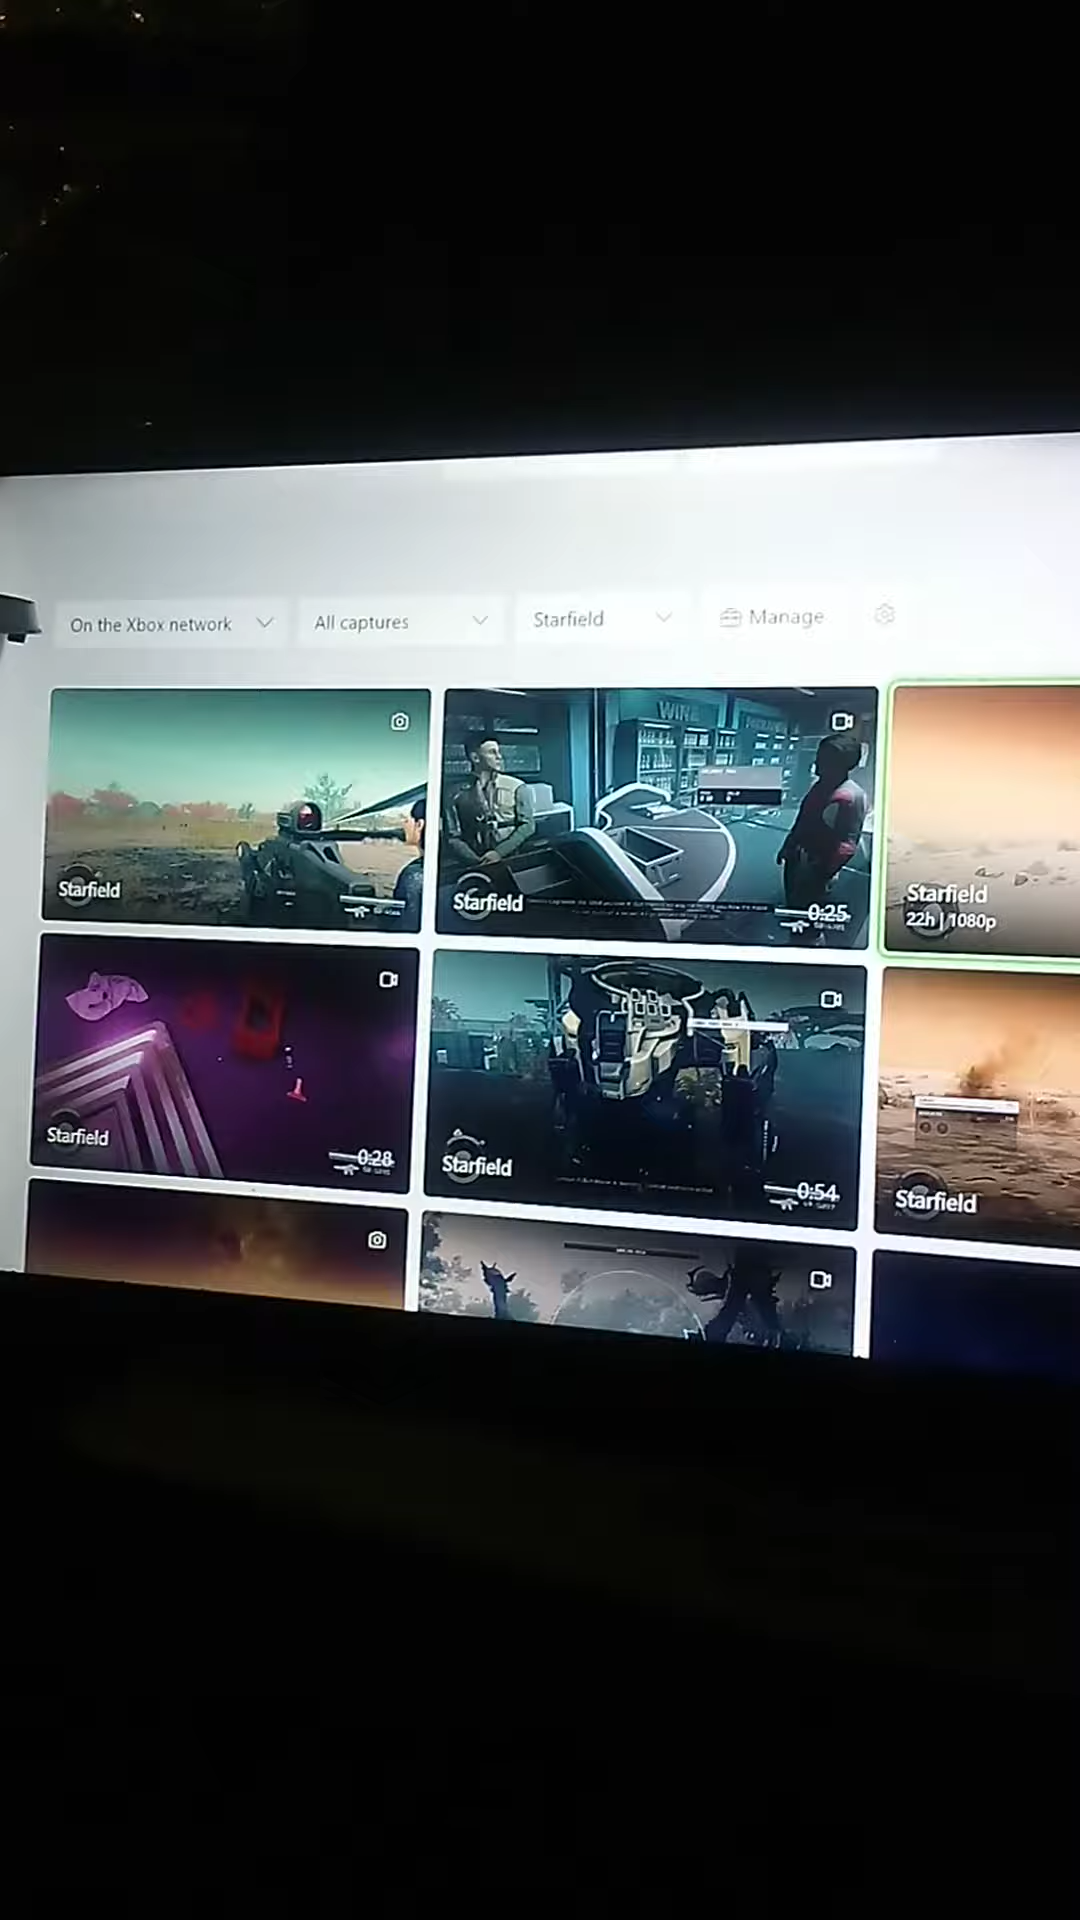 On the Xbox network
All captures
Starfield
Manage
Starfield
WINE
Starfield
0:25
Starfield
22h | 1080p
Starfield
0:28
Starfield
0:54
Starfield